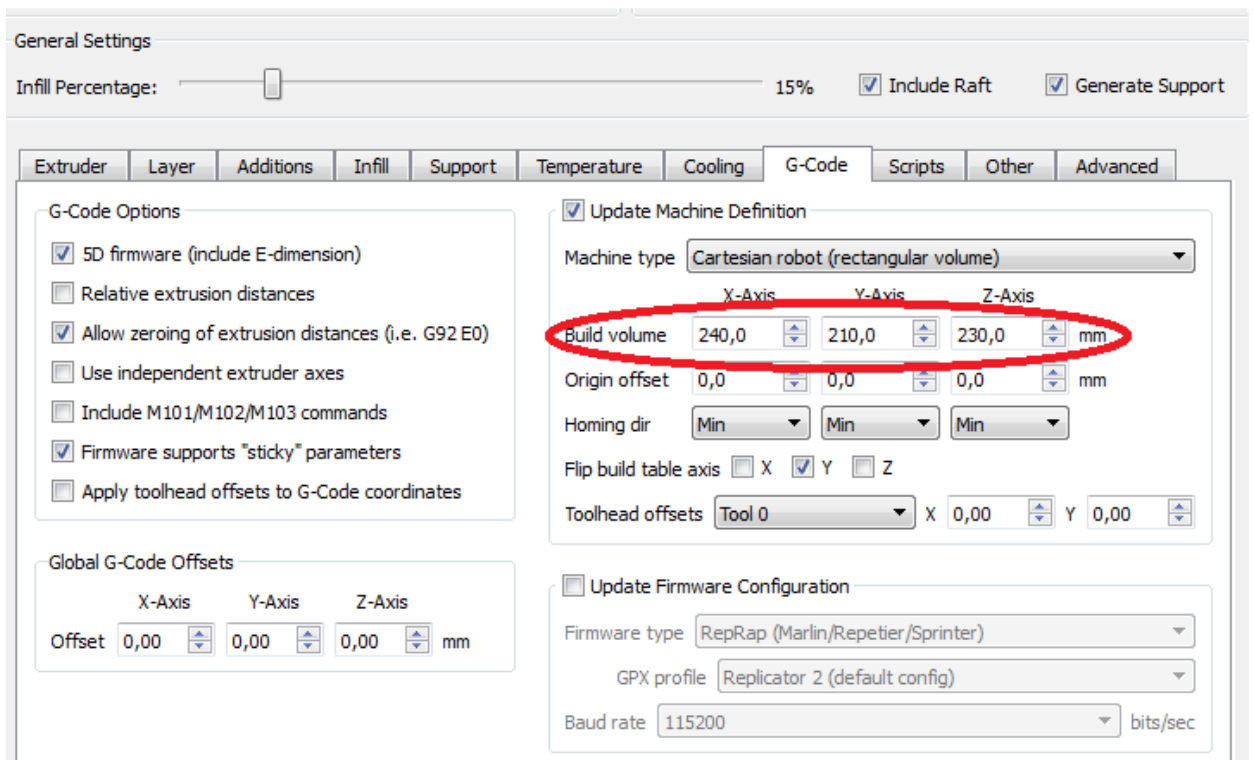 General Settings
Infill Percentage: 15% Include Raft Generate Support
Extruder Layer Additions Infill Support Temperature Cooling G-Code Scripts Other Advanced
G-Code Options
5D firmware (include E-dimension)
Relative extrusion distances
Allow zeroing of extrusion distances (i.e. G92 E0)
Use independent extruder axes
Include M101/M102/M103 commands
Firmware supports "sticky" parameters
Apply toolhead offsets to G-Code coordinates
Global G-Code Offsets
X-Axis Y-Axis Z-Axis
Offset 0,00 0,00 0,00 mm
Update Machine Definition
Machine type Cartesian robot (rectangular volume)
X-Axis Y-Axis Z-Axis
Build volume 240,0 210,0 230,0 mm
Origin offset 0,0 0,0 0,0 mm
Homing dir Min Min Min
Flip build table axis X Y Z
Toolhead offsets Tool 0 X 0,00 Y 0,00
Update Firmware Configuration
Firmware type RepRap (Marlin/Repetier/Sprinter)
GPX profile Replicator 2 (default config)
Baud rate 115200 bits/sec